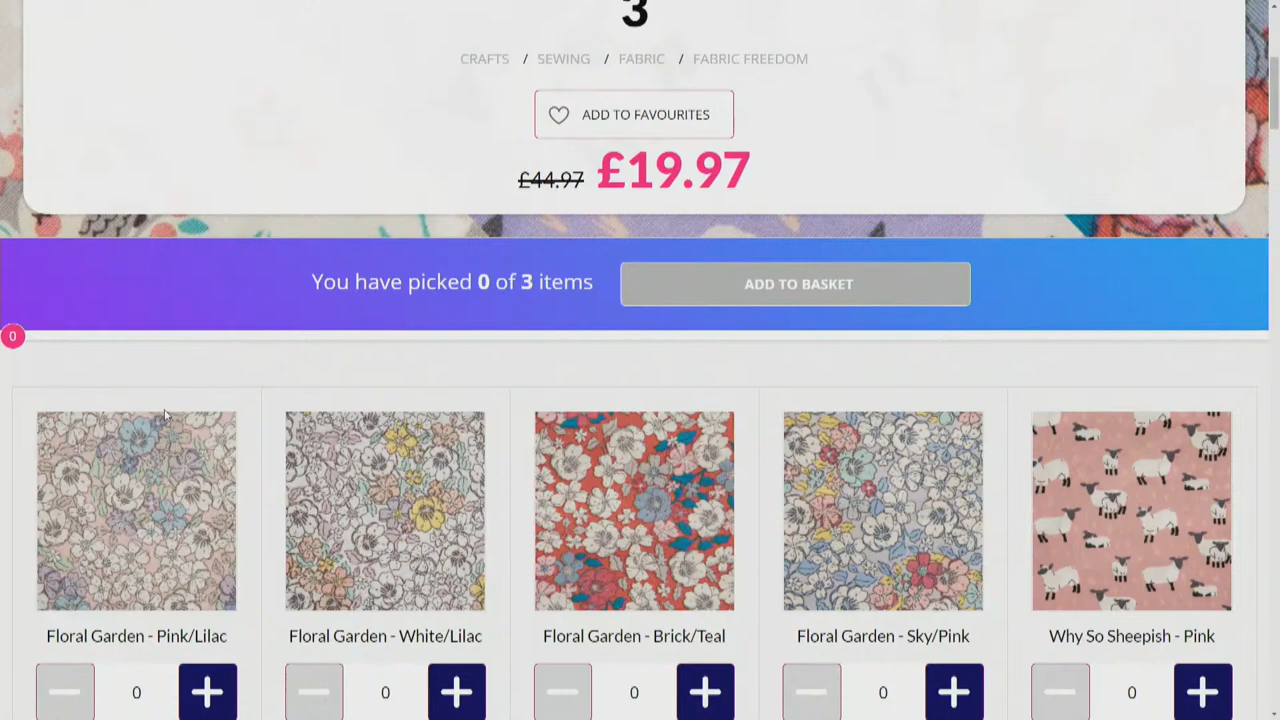 3
CRAFTS / SEWING / FABRIC / FABRIC FREEDOM
ADD TO FAVOURITES
£44.97 £19.97
You have picked 0 of 3 items
ADD TO BASKET
0
Floral Garden - Pink/Lilac
Floral Garden - White/Lilac
Floral Garden - Brick/Teal
Floral Garden - Sky/Pink
Why So Sheepish - Pink
0
0
0
0
0